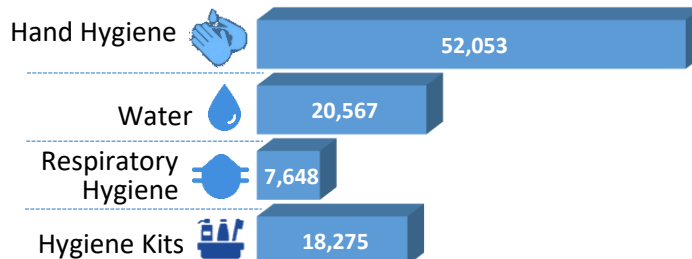 Hand Hygiene
52,053
Water
20,567
Respiratory
Hygiene
7,648
Hygiene Kits
18,275